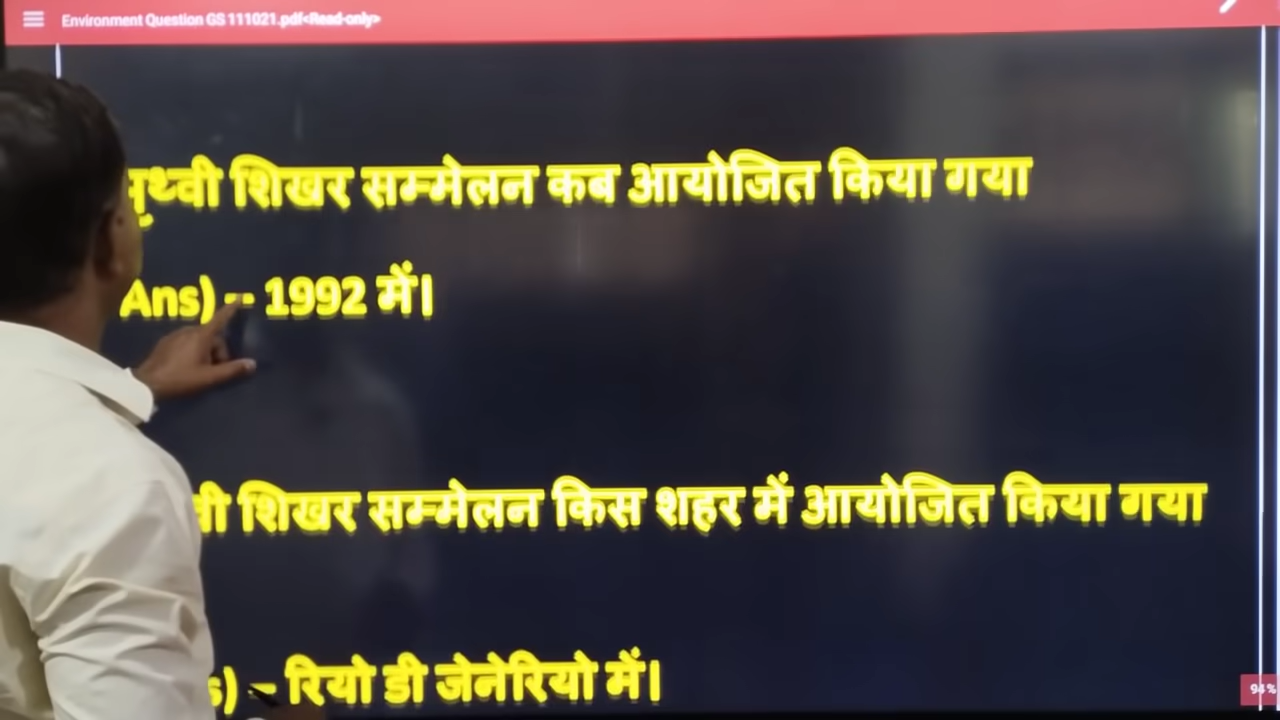 Environment Question GS 111021.pdf<Read-only>
पृथ्वी शिखर सम्मेलन कब आयोजित किया गया
Ans) – 1992 में।
शिखर सम्मेलन किस शहर में आयोजित किया गया
– रियो डी जेनेरियो में।
94%